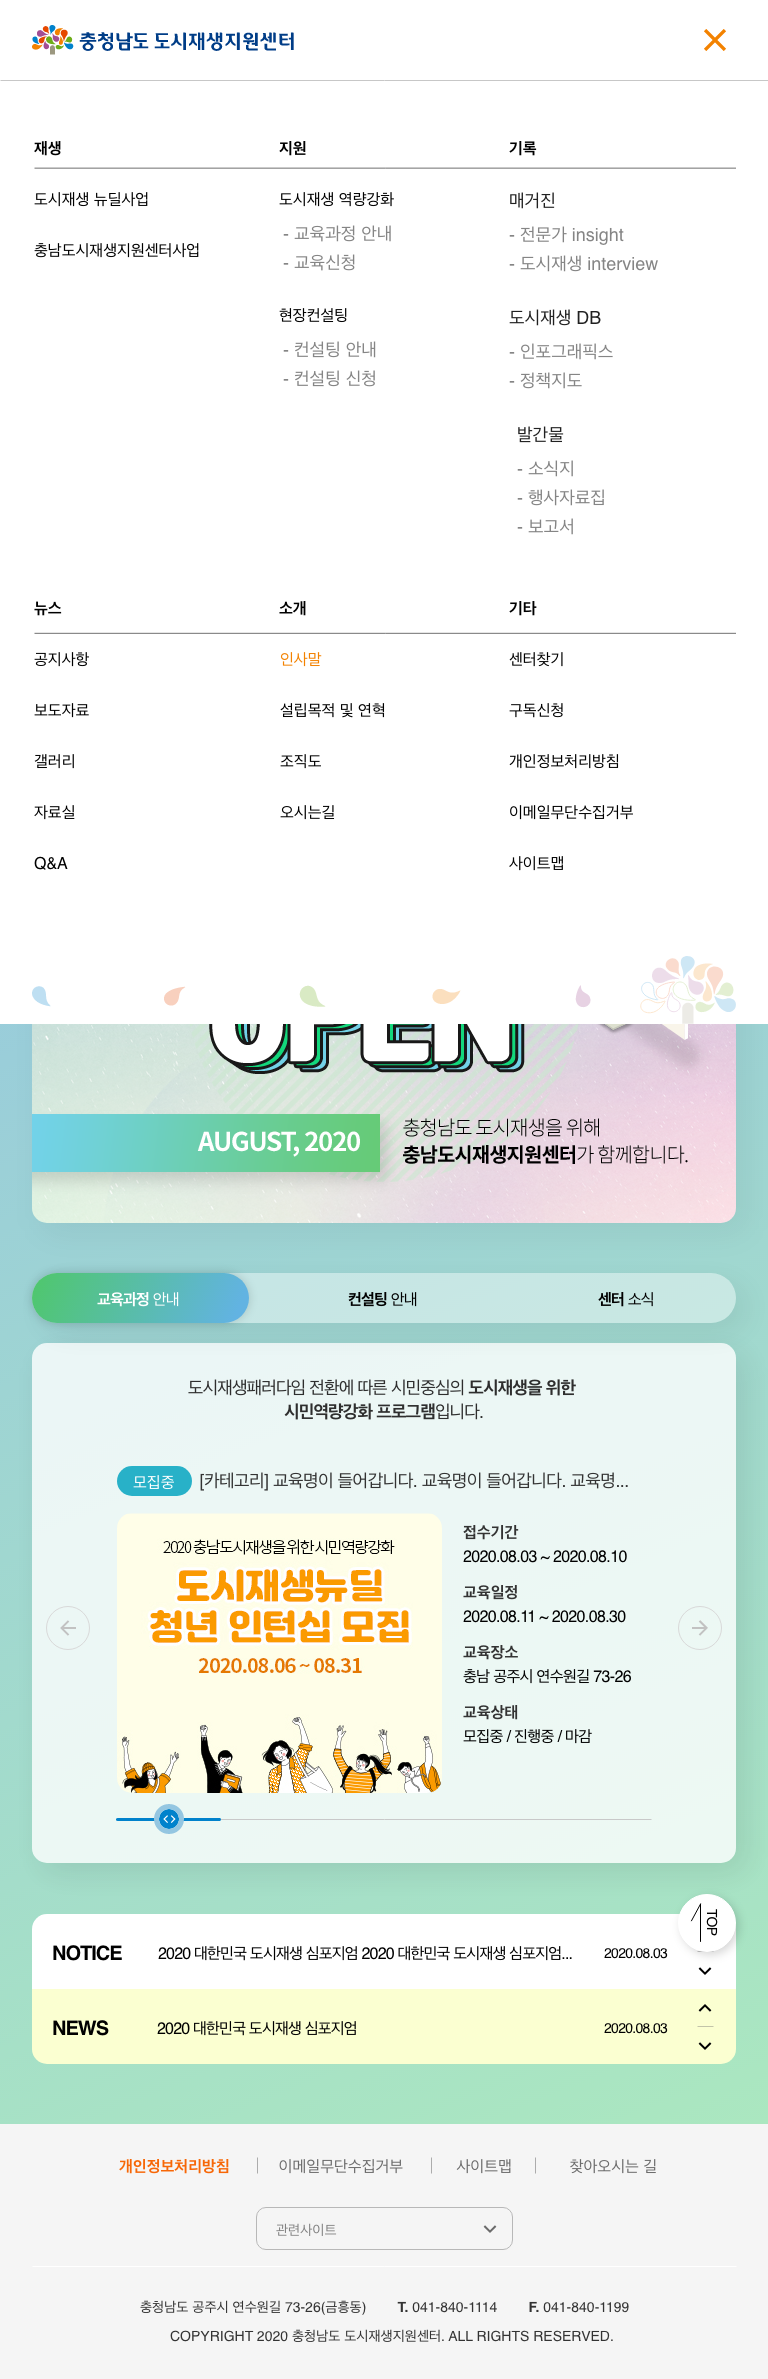 충청남도 도시재생지원센터
재생
도시재생 뉴딜사업
충남도시재생지원센터사업
지원
도시재생 역량강화
- 교육과정 안내
- 교육신청
현장컨설팅
- 컨설팅 안내
- 컨설팅 신청
기록
매거진
- 전문가 insight
- 도시재생 interview
도시재생 DB
- 인포그래픽스
- 정책지도
발간물
- 소식지
- 행사자료집
- 보고서
뉴스
공지사항
보도자료
갤러리
자료실
Q&A
소개
인사말
설립목적 및 연혁
조직도
오시는길
기타
센터찾기
구독신청
개인정보처리방침
이메일무단수집거부
사이트맵
OPEN
AUGUST, 2020
충청남도 도시재생을 위해
충남도시재생지원센터가 함께합니다.
교육과정 안내
컨설팅 안내
센터 소식
도시재생패러다임 전환에 따른 시민중심의 도시재생을 위한
시민역량강화 프로그램입니다.
모집중 [카테고리] 교육명이 들어갑니다. 교육명이 들어갑니다. 교육명...
2020 충남도시재생을 위한 시민역량강화
도시재생뉴딜
청년 인턴십 모집
2020.08.06 ~ 08.31
접수기간
2020.08.03 ~ 2020.08.10
교육일정
2020.08.11 ~ 2020.08.30
교육장소
충남 공주시 연수원길 73-26
교육상태
모집중 / 진행중 / 마감
TOP
NOTICE 2020 대한민국 도시재생 심포지엄 2020 대한민국 도시재생 심포지엄... 2020.08.03
NEWS 2020 대한민국 도시재생 심포지엄 2020.08.03
개인정보처리방침 이메일무단수집거부 사이트맵 찾아오시는 길
관련사이트
충청남도 공주시 연수원길 73-26(금흥동) T. 041-840-1114 F. 041-840-1199
COPYRIGHT 2020 충청남도 도시재생지원센터. ALL RIGHTS RESERVED.